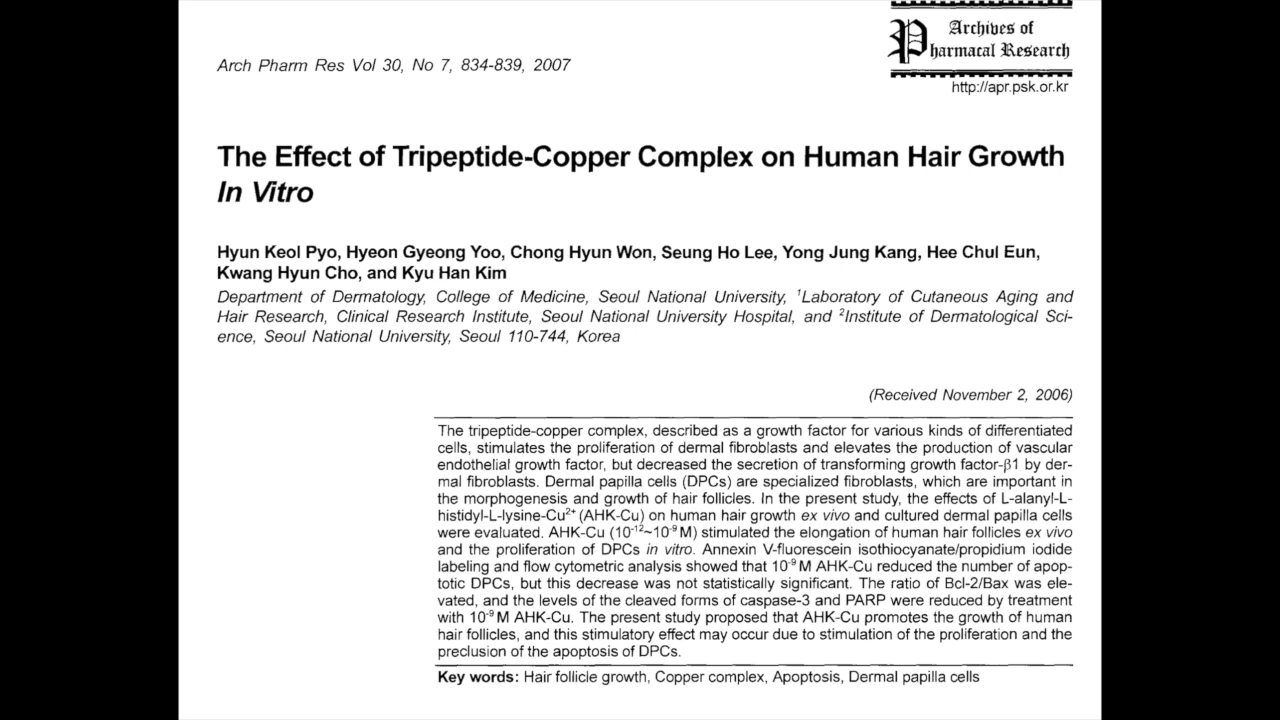 Archives of
Pharmacal Research
Arch Pharm Res Vol 30, No 7, 834-839, 2007
http://apr.psk.or.kr
The Effect of Tripeptide-Copper Complex on Human Hair Growth
In Vitro
Hyun Keol Pyo, Hyeon Gyeong Yoo, Chong Hyun Won, Seung Ho Lee, Yong Jung Kang, Hee Chul Eun,
Kwang Hyun Cho, and Kyu Han Kim
Department of Dermatology, College of Medicine, Seoul National University, ¹Laboratory of Cutaneous Aging and
Hair Research, Clinical Research Institute, Seoul National University Hospital, and ²Institute of Dermatological Sci-
ence, Seoul National University, Seoul 110-744, Korea
(Received November 2, 2006)
The tripeptide-copper complex, described as a growth factor for various kinds of differentiated
cells, stimulates the proliferation of dermal fibroblasts and elevates the production of vascular
endothelial growth factor, but decreased the secretion of transforming growth factor-β1 by der-
mal fibroblasts. Dermal papilla cells (DPCs) are specialized fibroblasts, which are important in
the morphogenesis and growth of hair follicles. In the present study, the effects of L-alanyl-L-
histidyl-L-lysine-Cu²⁺ (AHK-Cu) on human hair growth ex vivo and cultured dermal papilla cells
were evaluated. AHK-Cu (10⁻¹²~10⁻⁹ M) stimulated the elongation of human hair follicles ex vivo
and the proliferation of DPCs in vitro. Annexin V-fluorescein isothiocyanate/propidium iodide
labeling and flow cytometric analysis showed that 10⁻⁹ M AHK-Cu reduced the number of apop-
totic DPCs, but this decrease was not statistically significant. The ratio of Bcl-2/Bax was ele-
vated, and the levels of the cleaved forms of caspase-3 and PARP were reduced by treatment
with 10⁻⁹ M AHK-Cu. The present study proposed that AHK-Cu promotes the growth of human
hair follicles, and this stimulatory effect may occur due to stimulation of the proliferation and the
preclusion of the apoptosis of DPCs.
Key words: Hair follicle growth, Copper complex, Apoptosis, Dermal papilla cells